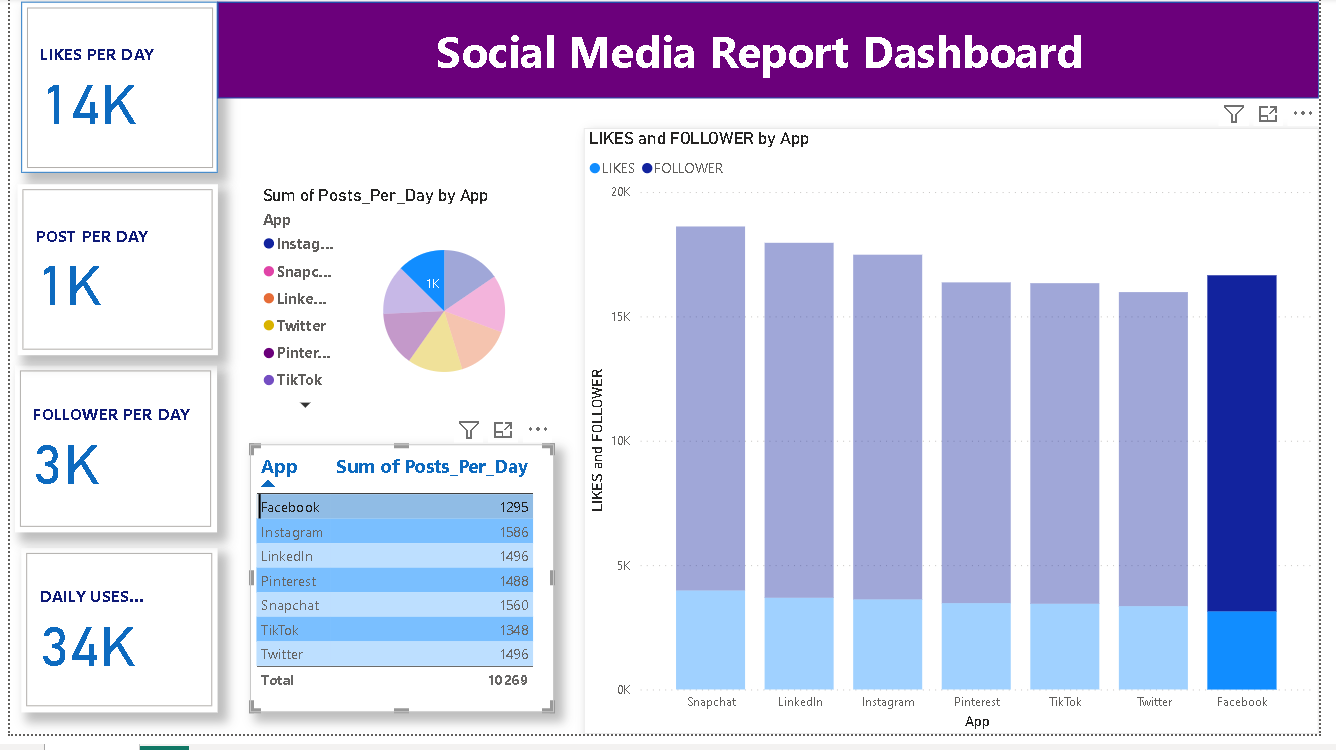 Social Media Report Dashboard
LIKES PER DAY
14K
POST PER DAY
1K
FOLLOWER PER DAY
3K
DAILY USES...
34K
Sum of Posts_Per_Day by App
App
Instag...
Snapc...
Linke...
Twitter
Pinter...
TikTok
1K
App Sum of Posts_Per_Day
Facebook 1295
Instagram 1586
LinkedIn 1496
Pinterest 1488
Snapchat 1560
TikTok 1348
Twitter 1496
Total 10269
LIKES and FOLLOWER by App
LIKES FOLLOWER
LIKES and FOLLOWER
20K
15K
10K
5K
0K
Snapchat LinkedIn Instagram Pinterest TikTok Twitter Facebook
App